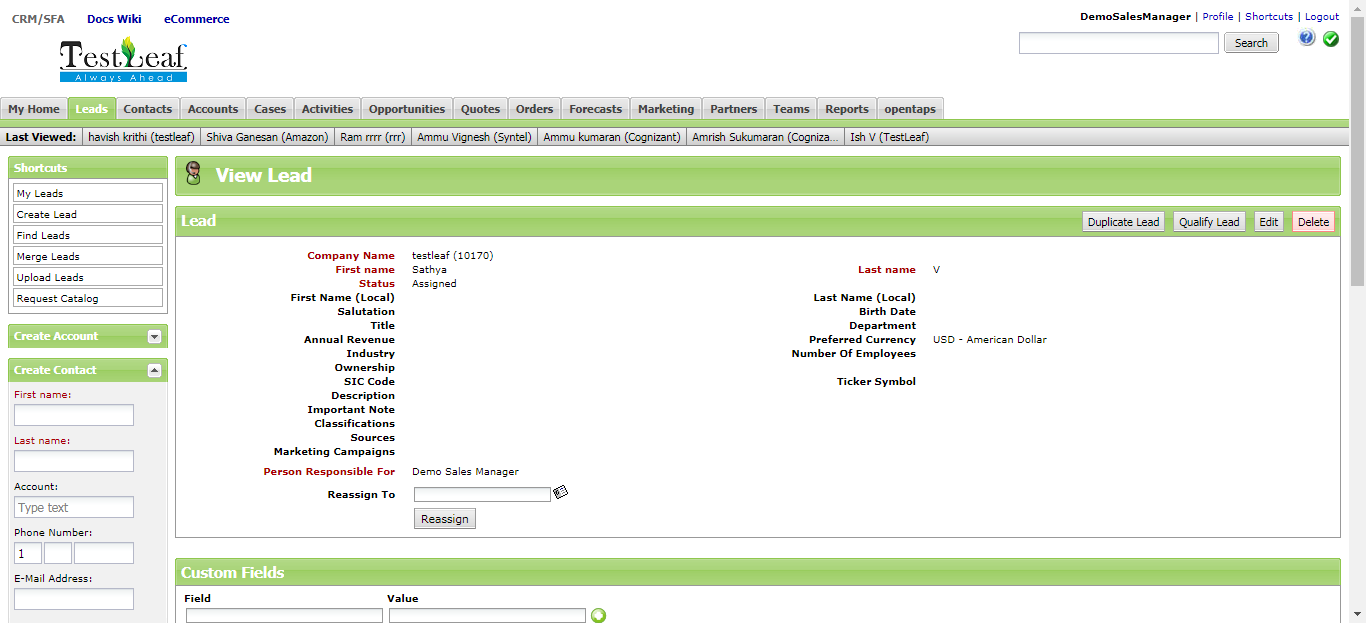 CRM/SFA Docs Wiki eCommerce
DemoSalesManager | Profile | Shortcuts | Logout
TestLeaf
Always Ahead
Search
My Home Leads Contacts Accounts Cases Activities Opportunities Quotes Orders Forecasts Marketing Partners Teams Reports opentaps
Last Viewed: havish krithi (testleaf) Shiva Ganesan (Amazon) Ram rrrr (rrr) Ammu Vignesh (Syntel) Ammu kumaran (Cognizant) Amrish Sukumaran (Cogniza... Ish V (TestLeaf)
Shortcuts
My Leads
Create Lead
Find Leads
Merge Leads
Upload Leads
Request Catalog
Create Account
Create Contact
First name:
Last name:
Account:
Type text
Phone Number:
1
E-Mail Address:
View Lead
Lead Duplicate Lead Qualify Lead Edit Delete
Company Name testleaf (10170)
First name Sathya Last name V
Status Assigned
First Name (Local) Last Name (Local)
Salutation Birth Date
Title Department
Annual Revenue Preferred Currency USD - American Dollar
Industry Number Of Employees
Ownership
SIC Code Ticker Symbol
Description
Important Note
Classifications
Sources
Marketing Campaigns
Person Responsible For Demo Sales Manager
Reassign To
Reassign
Custom Fields
Field Value